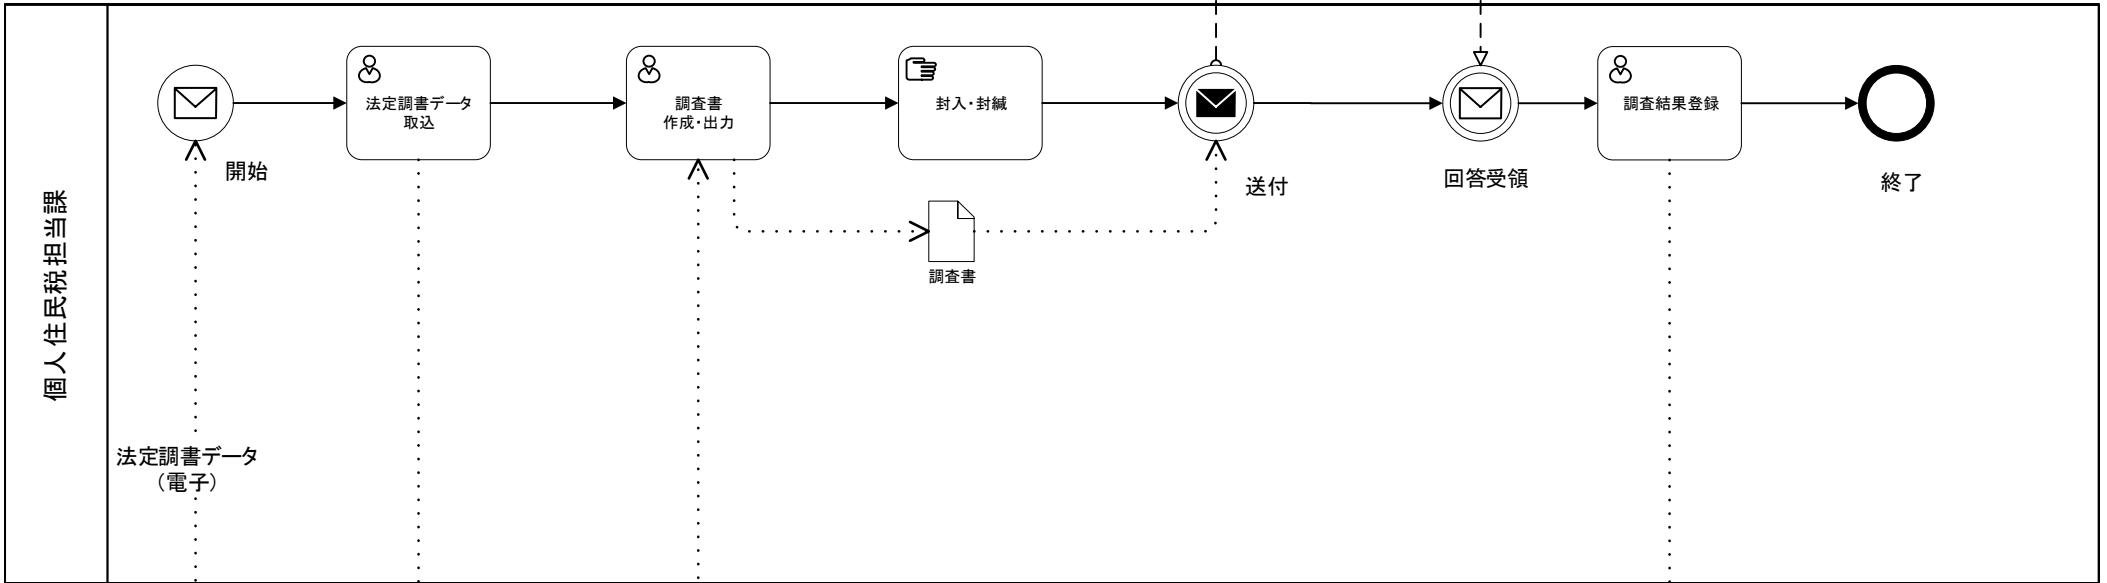 個人住民税担当課
開始
法定調書データ
取込
調査書
作成・出力
封入・封緘
送付
回答受領
調査結果登録
終了
調査書
法定調書データ
（電子）